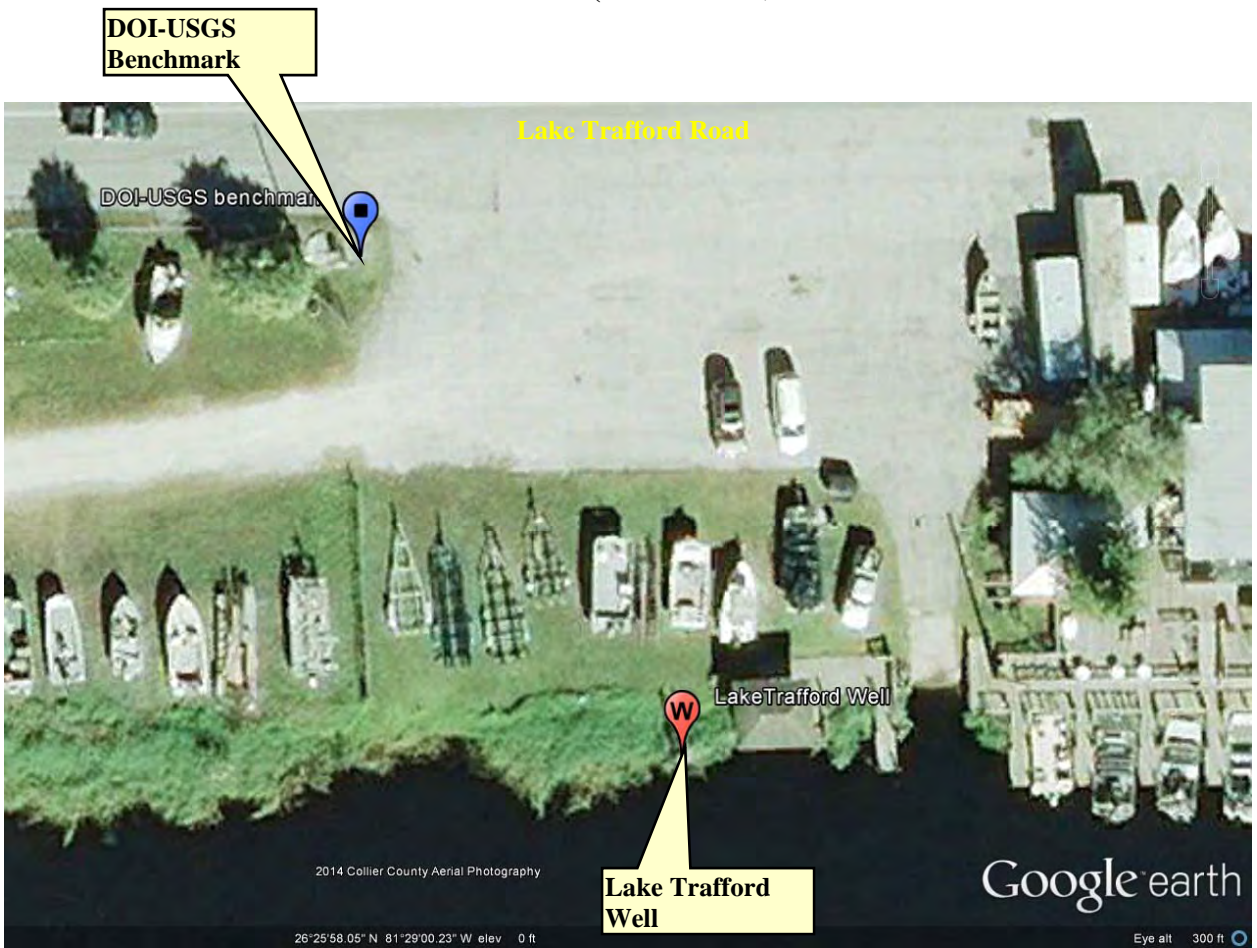 DOI-USGS
Benchmark
Lake Trafford Road
DOI-USGS benchmar
W
LakeTrafford Well
Lake Trafford
Well
2014 Collier County Aerial Photography
Google earth
26°25'58.05" N 81°29'00.23" W elev 0 ft
Eye alt 300 ft